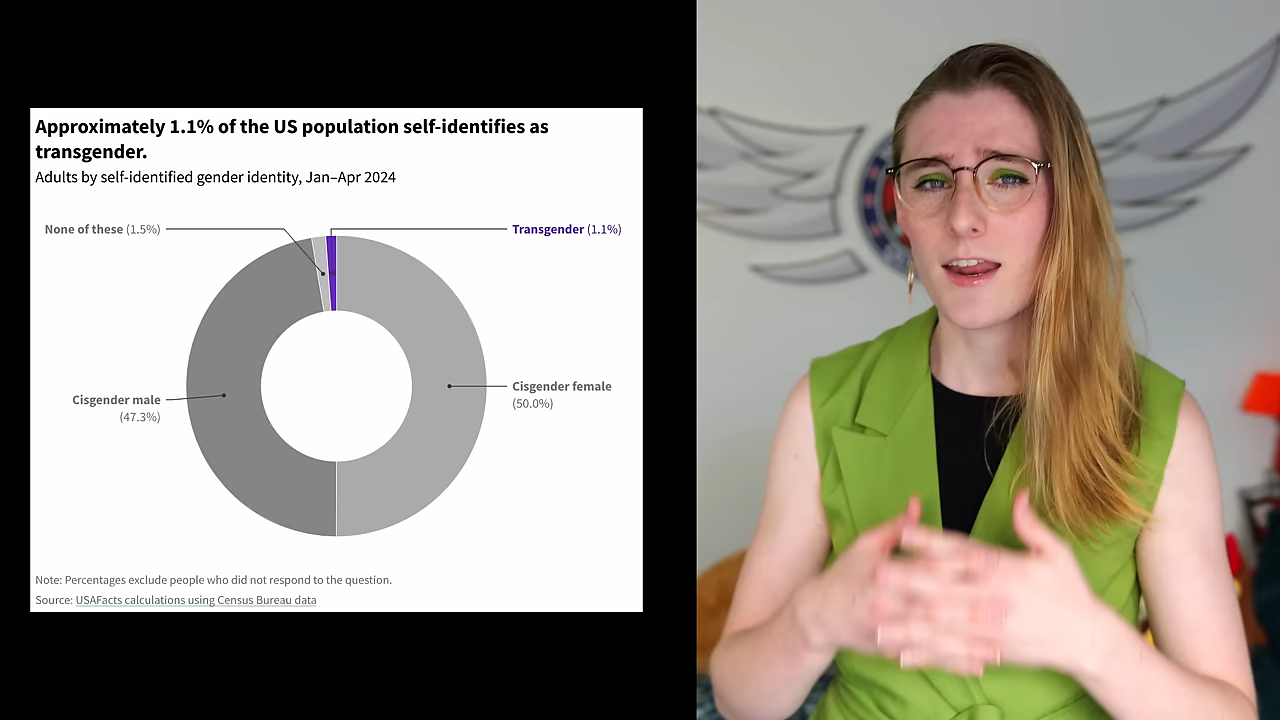 Approximately 1.1% of the US population self-identifies as
transgender.
Adults by self-identified gender identity, Jan–Apr 2024
None of these (1.5%)
Transgender (1.1%)
Cisgender male
(47.3%)
Cisgender female
(50.0%)
Note: Percentages exclude people who did not respond to the question.
Source: USAFacts calculations using Census Bureau data